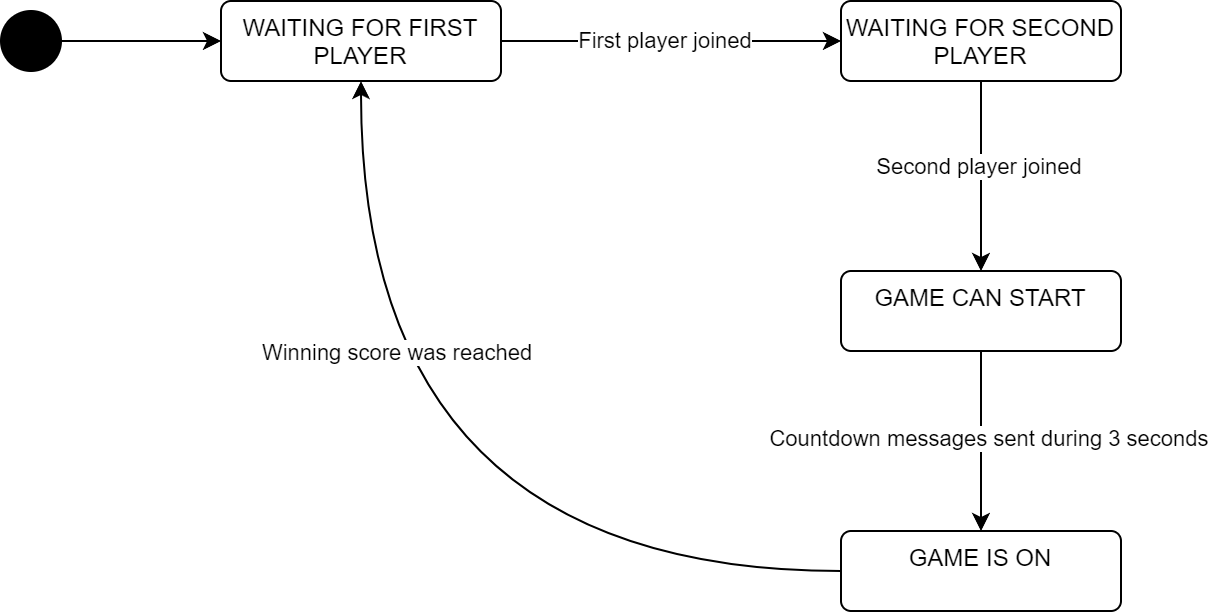 WAITING FOR FIRST
PLAYER
First player joined
WAITING FOR SECOND
PLAYER
Second player joined
GAME CAN START
Winning score was reached
Countdown messages sent during 3 seconds
GAME IS ON